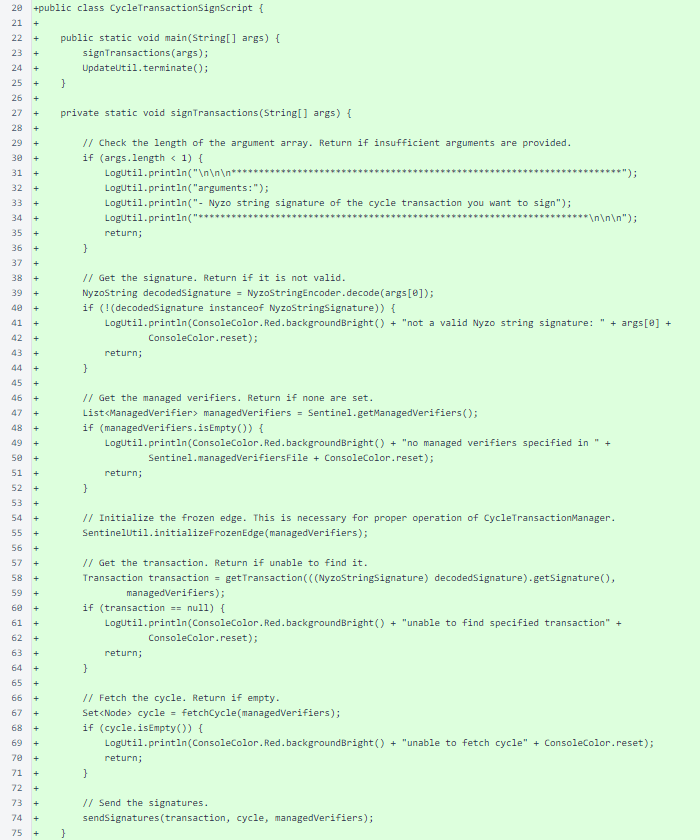 20 +public class CycleTransactionSignScript {
21 +
22 +    public static void main(String[] args) {
23 +        signTransactions(args);
24 +        UpdateUtil.terminate();
25 +    }
26 +
27 +    private static void signTransactions(String[] args) {
28 +
29 +        // Check the length of the argument array. Return if insufficient arguments are provided.
30 +        if (args.length < 1) {
31 +            LogUtil.println("\n\n\n***********************************************************************");
32 +            LogUtil.println("arguments:");
33 +            LogUtil.println("- Nyzo string signature of the cycle transaction you want to sign");
34 +            LogUtil.println("***********************************************************************\n\n\n");
35 +            return;
36 +        }
37 +
38 +        // Get the signature. Return if it is not valid.
39 +        NyzoString decodedSignature = NyzoStringEncoder.decode(args[0]);
40 +        if (!(decodedSignature instanceof NyzoStringSignature)) {
41 +            LogUtil.println(ConsoleColor.Red.backgroundBright() + "not a valid Nyzo string signature: " + args[0] +
42 +                    ConsoleColor.reset);
43 +            return;
44 +        }
45 +
46 +        // Get the managed verifiers. Return if none are set.
47 +        List<ManagedVerifier> managedVerifiers = Sentinel.getManagedVerifiers();
48 +        if (managedVerifiers.isEmpty()) {
49 +            LogUtil.println(ConsoleColor.Red.backgroundBright() + "no managed verifiers specified in " +
50 +                    Sentinel.managedVerifiersFile + ConsoleColor.reset);
51 +            return;
52 +        }
53 +
54 +        // Initialize the frozen edge. This is necessary for proper operation of CycleTransactionManager.
55 +        SentinelUtil.initializeFrozenEdge(managedVerifiers);
56 +
57 +        // Get the transaction. Return if unable to find it.
58 +        Transaction transaction = getTransaction(((NyzoStringSignature) decodedSignature).getSignature(),
59 +                managedVerifiers);
60 +        if (transaction == null) {
61 +            LogUtil.println(ConsoleColor.Red.backgroundBright() + "unable to find specified transaction" +
62 +                    ConsoleColor.reset);
63 +            return;
64 +        }
65 +
66 +        // Fetch the cycle. Return if empty.
67 +        Set<Node> cycle = fetchCycle(managedVerifiers);
68 +        if (cycle.isEmpty()) {
69 +            LogUtil.println(ConsoleColor.Red.backgroundBright() + "unable to fetch cycle" + ConsoleColor.reset);
70 +            return;
71 +        }
72 +
73 +        // Send the signatures.
74 +        sendSignatures(transaction, cycle, managedVerifiers);
75 +    }